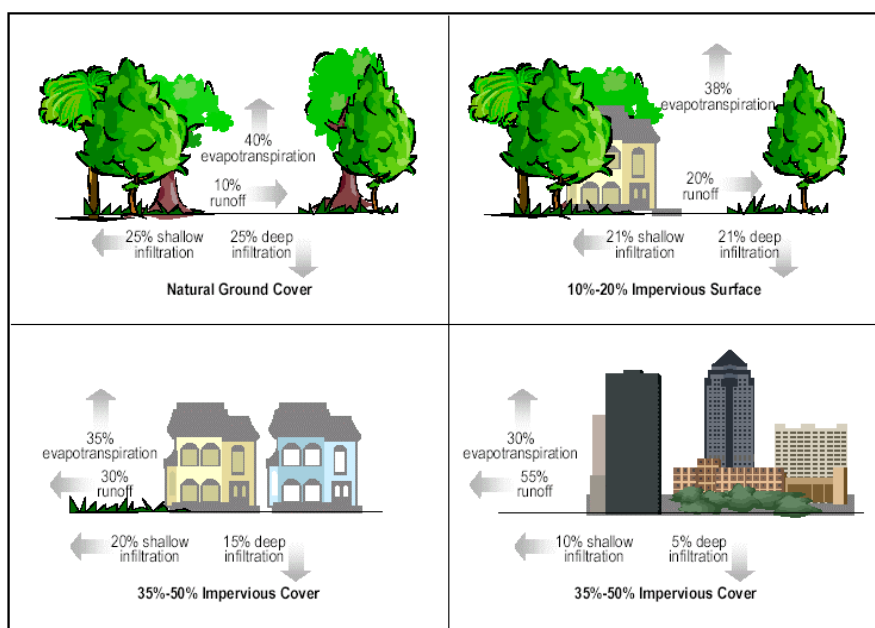 40%
evapotranspiration
10%
runoff
25% shallow
infiltration
25% deep
infiltration
Natural Ground Cover
38%
evapotranspiration
20%
runoff
21% shallow
infiltration
21% deep
infiltration
10%-20% Impervious Surface
35%
evapotranspiration
30%
runoff
20% shallow
infiltration
15% deep
infiltration
35%-50% Impervious Cover
30%
evapotranspiration
55%
runoff
10% shallow
infiltration
5% deep
infiltration
35%-50% Impervious Cover